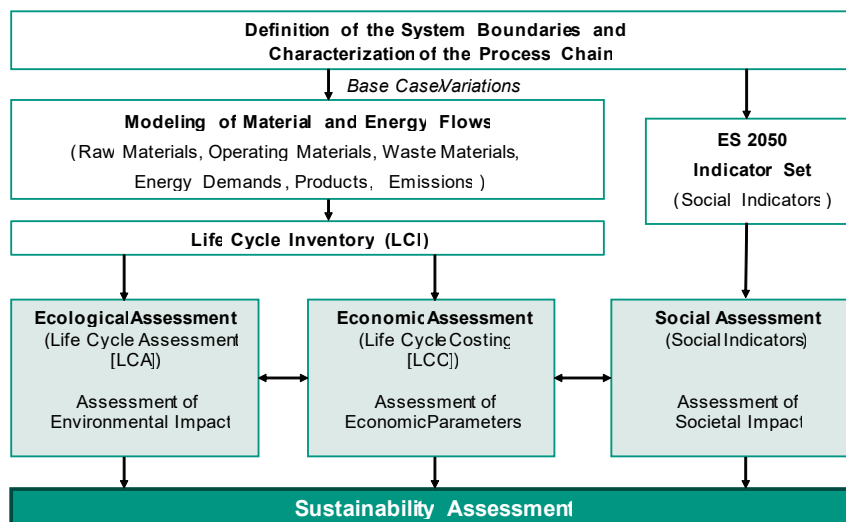 Definition of the System Boundaries and
Characterization of the Process Chain
Base Case/Variations
Modeling of Material and Energy Flows
(Raw Materials, Operating Materials, Waste Materials,
Energy Demands, Products, Emissions)
ES 2050
Indicator Set
(Social Indicators)
Life Cycle Inventory (LCI)
Ecological Assessment
(Life Cycle Assessment
[LCA])
Assessment of
Environmental Impact
Economic Assessment
(Life Cycle Costing
[LCC])
Assessment of
Economic Parameters
Social Assessment
(Social Indicators)
Assessment of
Societal Impact
Sustainability Assessment